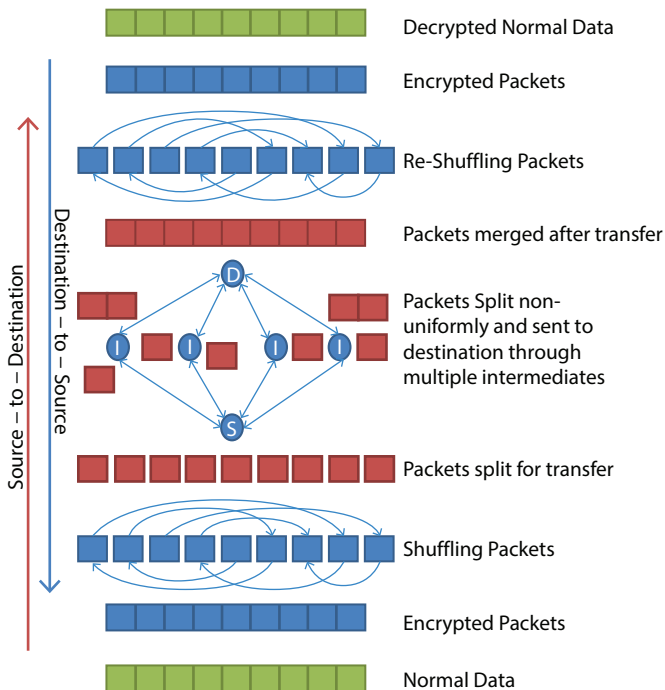 Decrypted Normal Data
Encrypted Packets
Re-Shuffling Packets
Packets merged after transfer
D
Packets Split non-
uniformly and sent to
destination through
multiple intermediates
I
I
I
I
S
Packets split for transfer
Shuffling Packets
Encrypted Packets
Normal Data
Source – to – Destination
Destination – to – Source